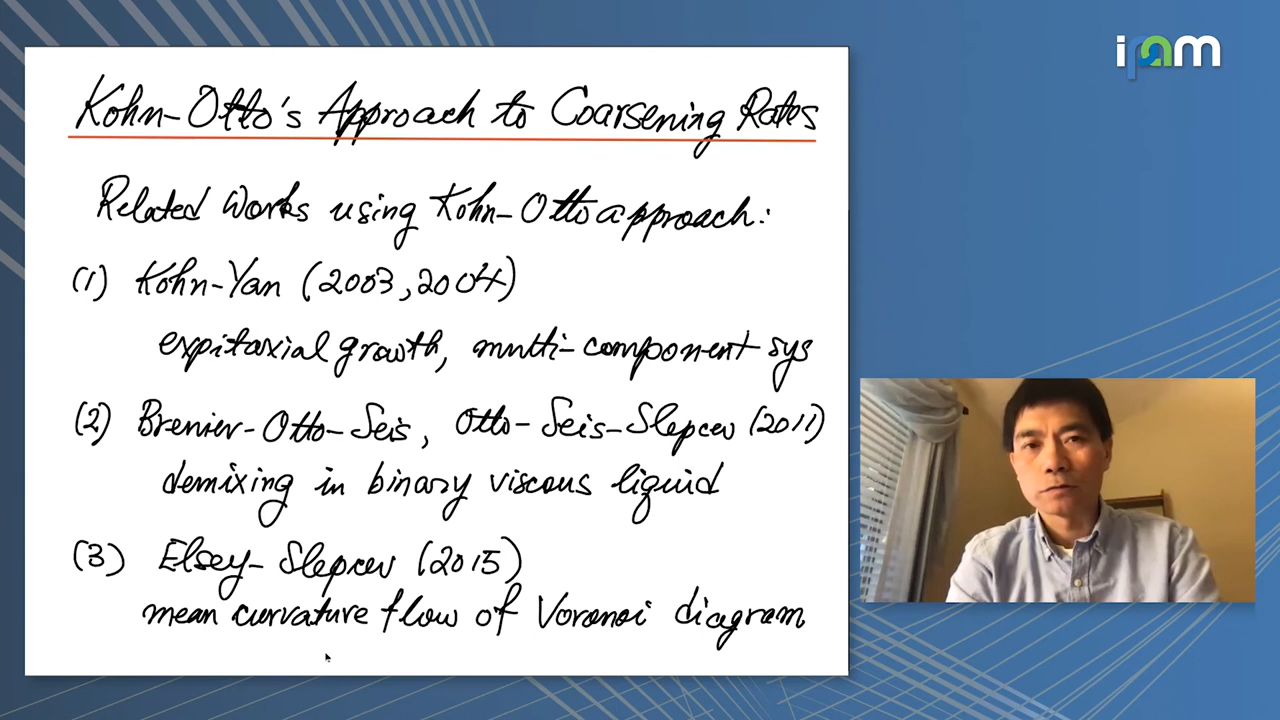 ipam
Kohn-Otto's Approach to Coarsening Rates
Related Works using Kohn-Otto approach:
(1) Kohn-Yan (2003, 2004)
expitaxial growth, multi-component sys
(2) Brenier-Otto-Seis, Otto-Seis-Slepcev (2011)
demixing in binary viscous liquid
(3) Elsey-Slepcev (2015)
mean curvature flow of Voronoi diagram